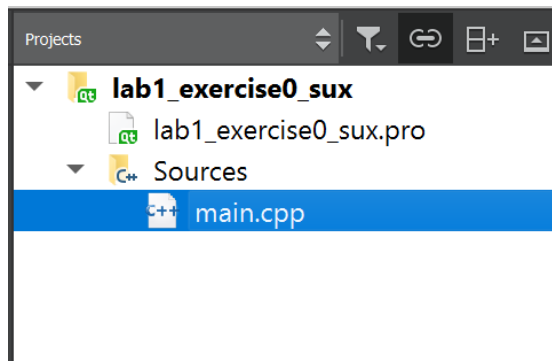 Projects
lab1_exercise0_sux
lab1_exercise0_sux.pro
Sources
main.cpp